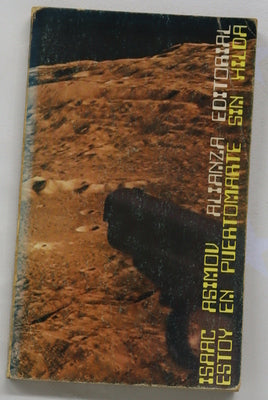 ISAAC ASIMOV ALIANZA EDITORIAL
ESTOY EN PUERTOMARTE SIN HILDA